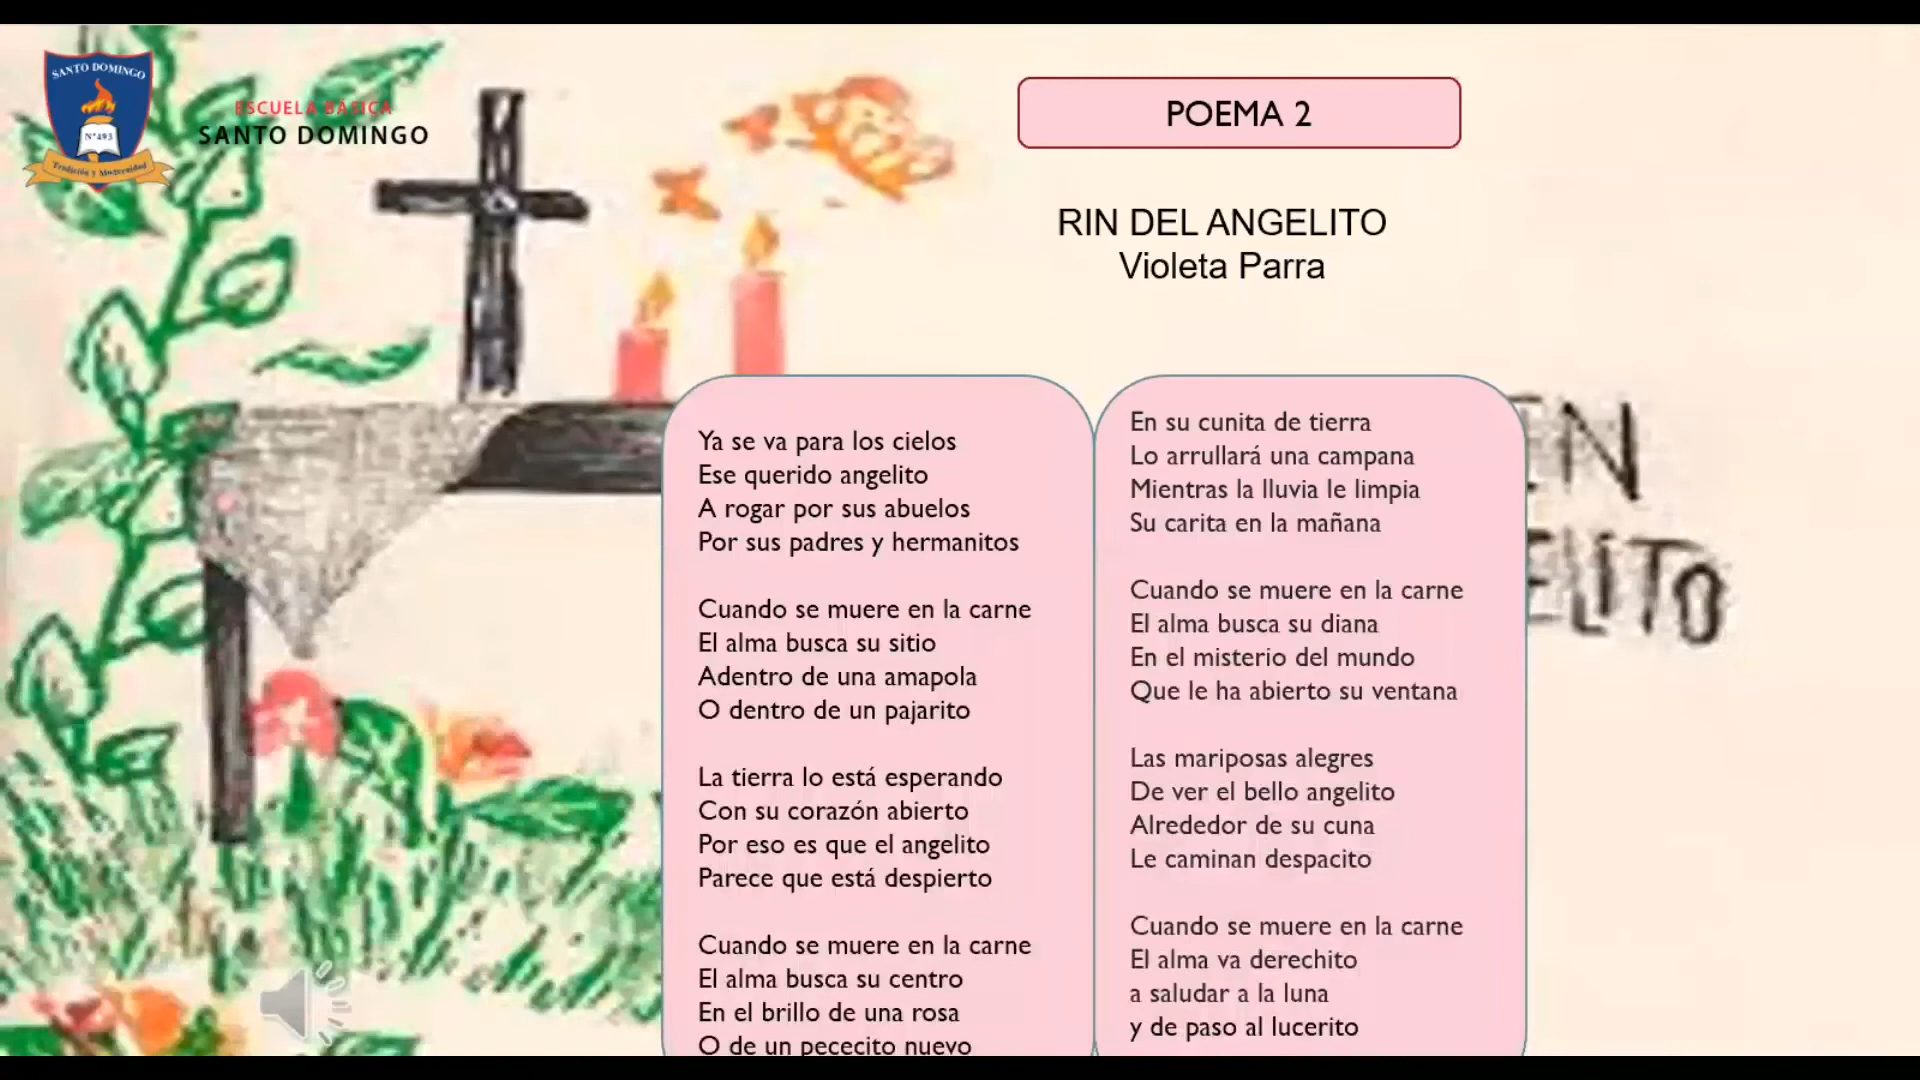 SANTO DOMINGO
N°493
Tradición y Modernidad
ESCUELA BÁSICA
SANTO DOMINGO
POEMA 2
RIN DEL ANGELITO
Violeta Parra
Ya se va para los cielos
Ese querido angelito
A rogar por sus abuelos
Por sus padres y hermanitos
Cuando se muere en la carne
El alma busca su sitio
Adentro de una amapola
O dentro de un pajarito
La tierra lo está esperando
Con su corazón abierto
Por eso es que el angelito
Parece que está despierto
Cuando se muere en la carne
El alma busca su centro
En el brillo de una rosa
O de un pececito nuevo
En su cunita de tierra
Lo arrullará una campana
Mientras la lluvia le limpia
Su carita en la mañana
Cuando se muere en la carne
El alma busca su diana
En el misterio del mundo
Que le ha abierto su ventana
Las mariposas alegres
De ver el bello angelito
Alrededor de su cuna
Le caminan despacito
Cuando se muere en la carne
El alma va derechito
a saludar a la luna
y de paso al lucerito
EN
ELITO